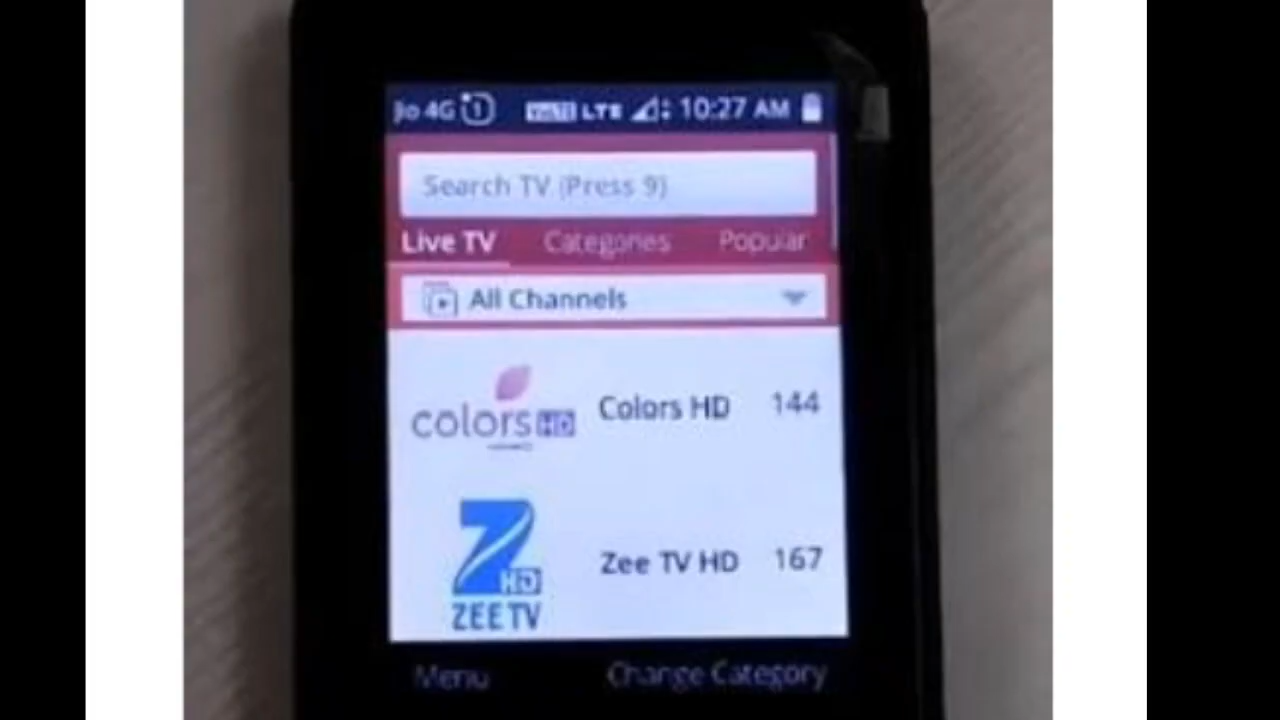 Jio 4G 1 VoLTE LTE 10:27 AM
Search TV (Press 9)
Live TV Categories Popular
All Channels
colors HD Colors HD 144
Z HD
ZEE TV Zee TV HD 167
Menu Change Category